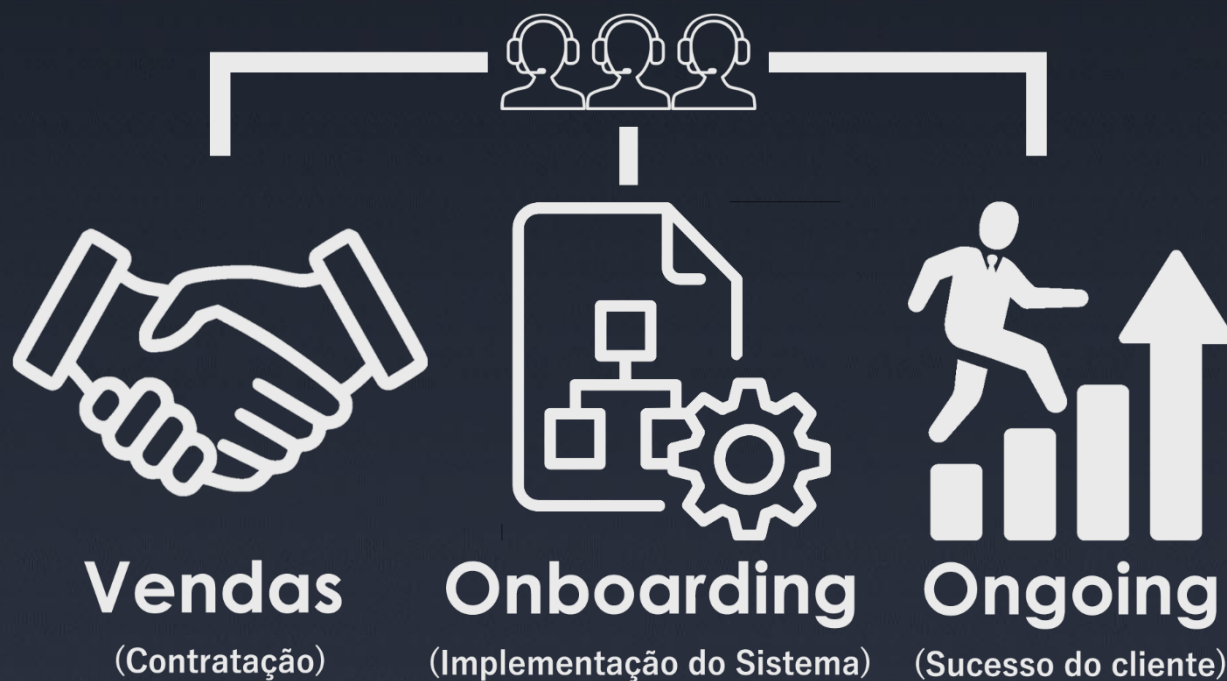 Vendas Onboarding Ongoing
(Contratação) (Implementação do Sistema) (Sucesso do cliente)